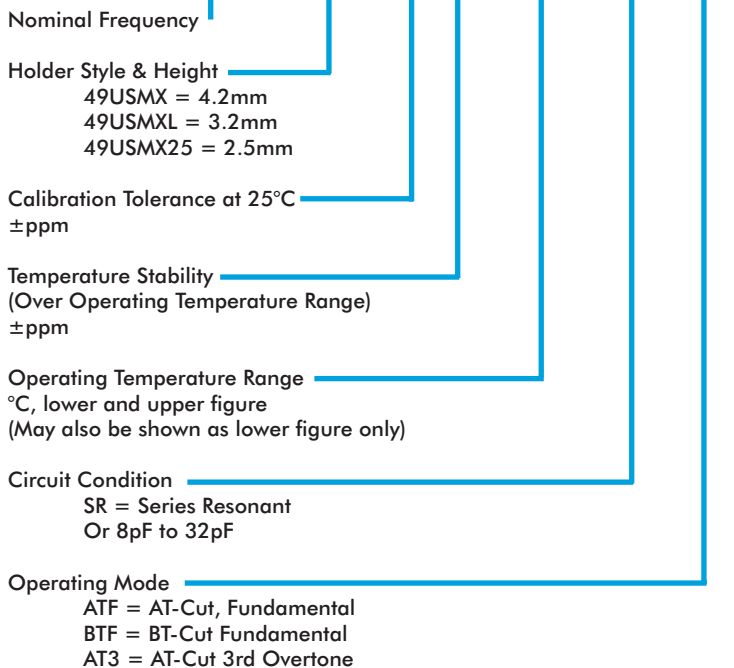 Nominal Frequency
Holder Style & Height
49USMX = 4.2mm
49USMXL = 3.2mm
49USMX25 = 2.5mm
Calibration Tolerance at 25°C
±ppm
Temperature Stability
(Over Operating Temperature Range)
±ppm
Operating Temperature Range
°C, lower and upper figure
(May also be shown as lower figure only)
Circuit Condition
SR = Series Resonant
Or 8pF to 32pF
Operating Mode
ATF = AT-Cut, Fundamental
BTF = BT-Cut Fundamental
AT3 = AT-Cut 3rd Overtone